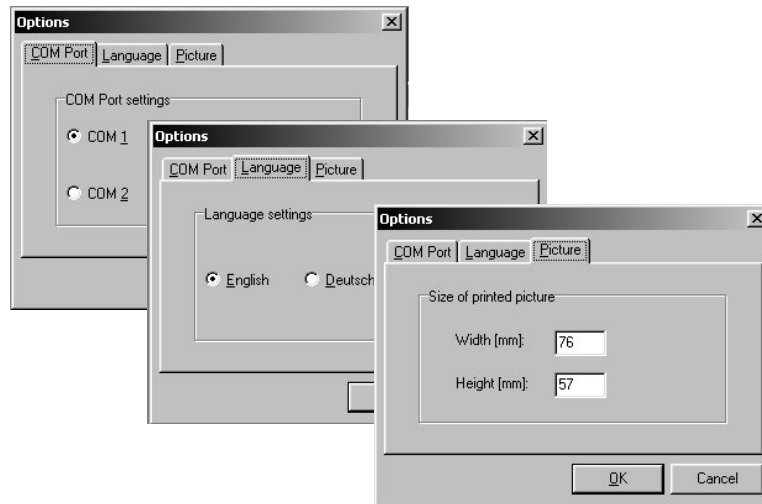 Options
COM Port Language Picture
COM Port settings
COM 1
COM 2
Options
COM Port Language Picture
Language settings
English Deutsch
Options
COM Port Language Picture
Size of printed picture
Width [mm]: 76
Height [mm]: 57
OK Cancel